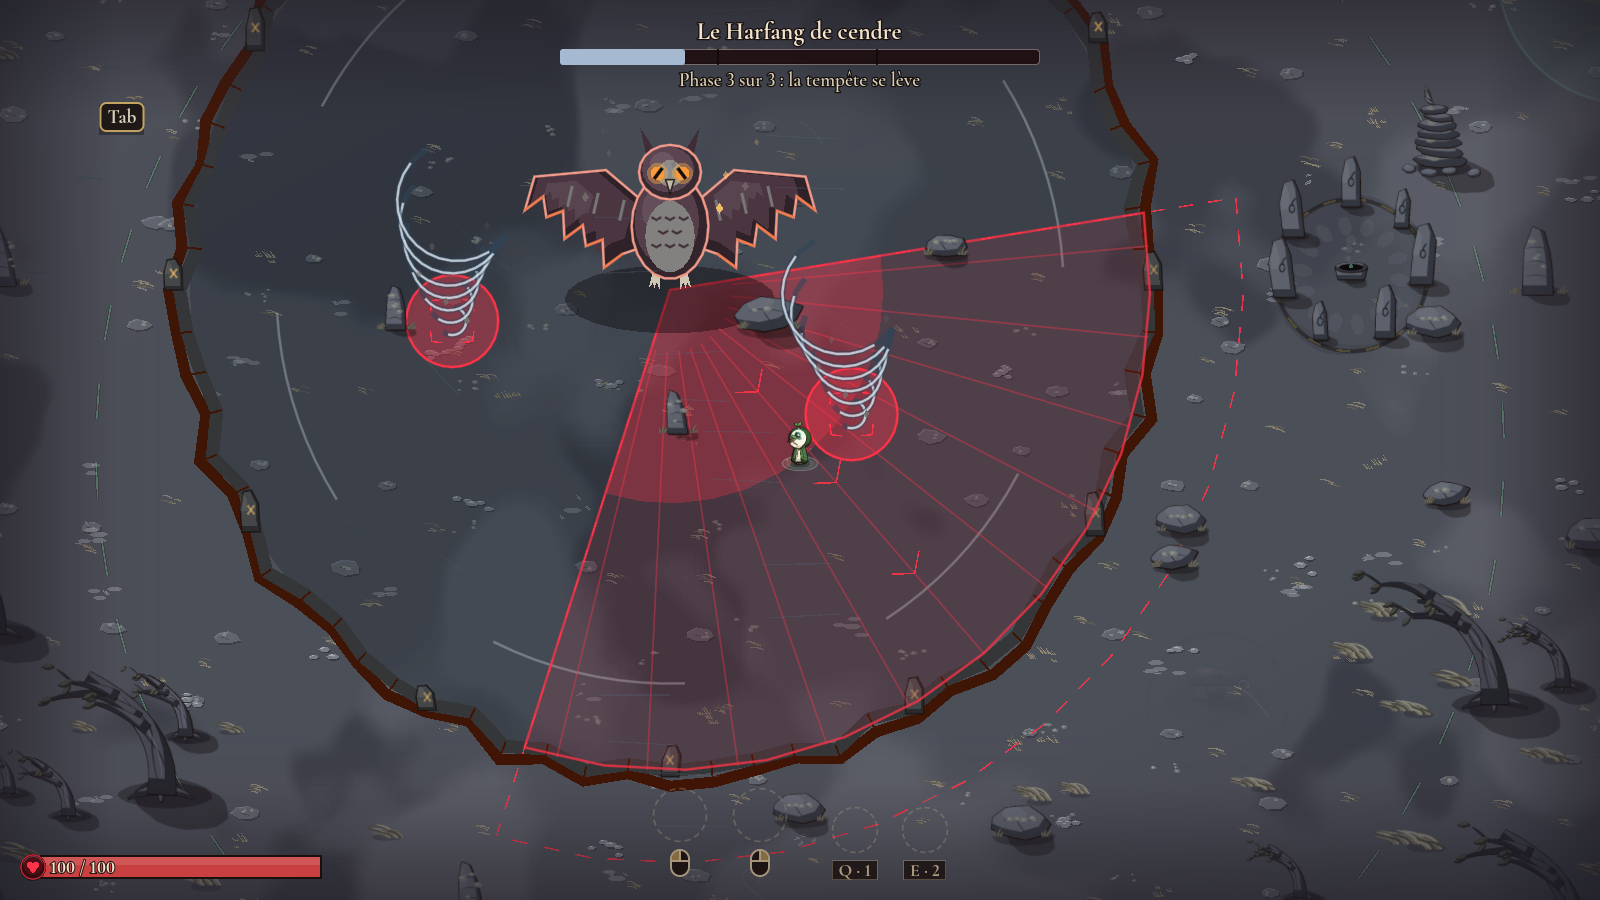 Le Harfang de cendre
Phase 3 sur 3 : la tempête se lève
Tab
100 / 100
Q · 1
E · 2